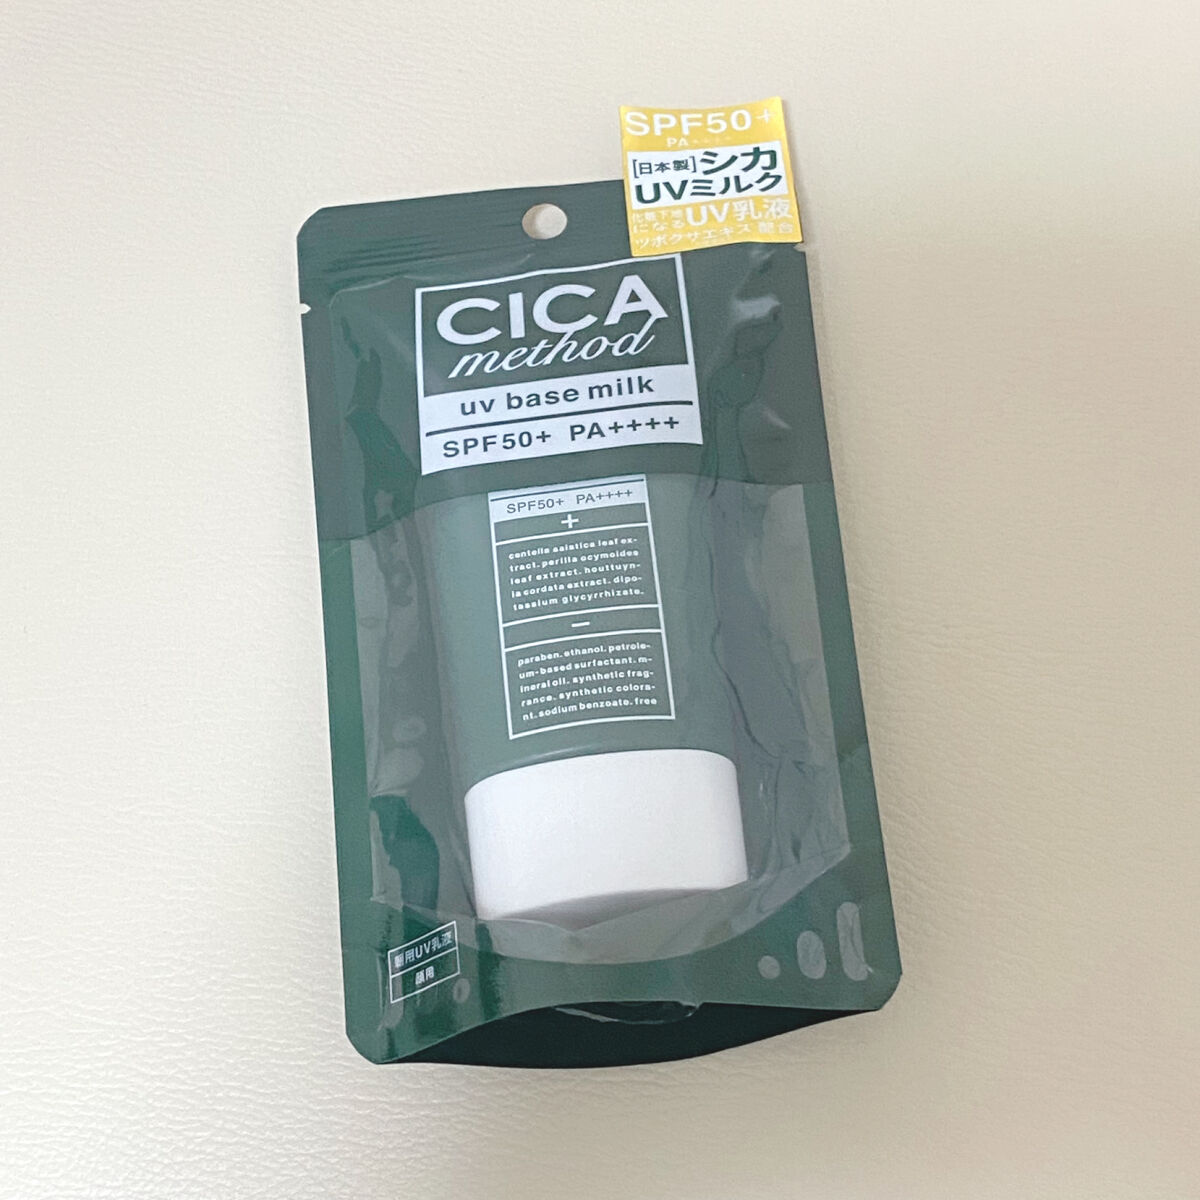 SPF50+
PA++++
[日本製]シカ
UVミルク
化粧下地
になるUV乳液
ツボクサエキス配合
CICA
method
uv base milk
SPF50+ PA++++
SPF50+ PA++++
+
centella asiatica leaf ex-
tract. perilla ocymoides
leaf extract. houttuyn-
ia cordata extract. dipo-
tassium glycyrrhizate.
−
paraben. ethanol. petrole-
um-based surfactant. m-
ineral oil. synthetic frag-
rance. synthetic colora-
nt. sodium benzoate. free
朝用UV乳液
顔用